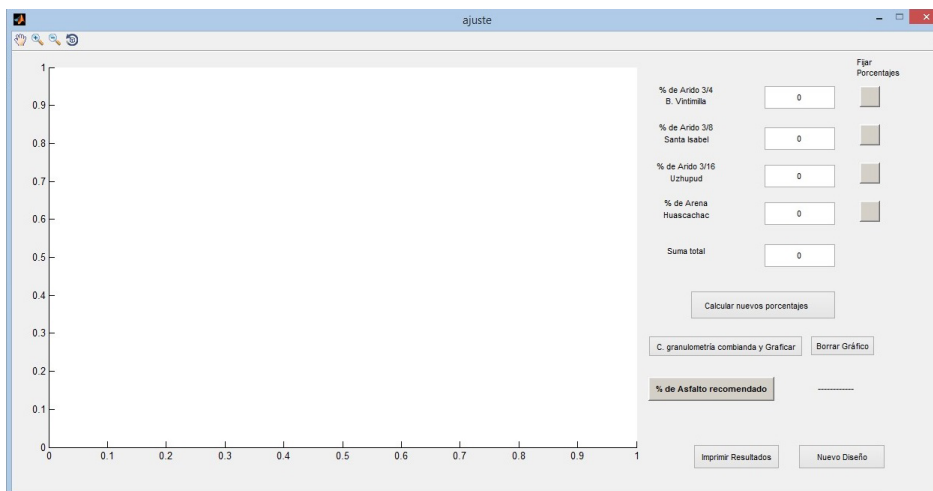 ajuste
Fijar
Porcentajes
% de Arido 3/4
B. Vintimilla
0
% de Arido 3/8
Santa Isabel
0
% de Arido 3/16
Uzhupud
0
% de Arena
Huascachac
0
Suma total
0
Calcular nuevos porcentajes
C. granulometría combianda y Graficar
Borrar Gráfico
% de Asfalto recomendado
------------
Imprimir Resultados
Nuevo Diseño
1
0.9
0.8
0.7
0.6
0.5
0.4
0.3
0.2
0.1
0
0 0.1 0.2 0.3 0.4 0.5 0.6 0.7 0.8 0.9 1